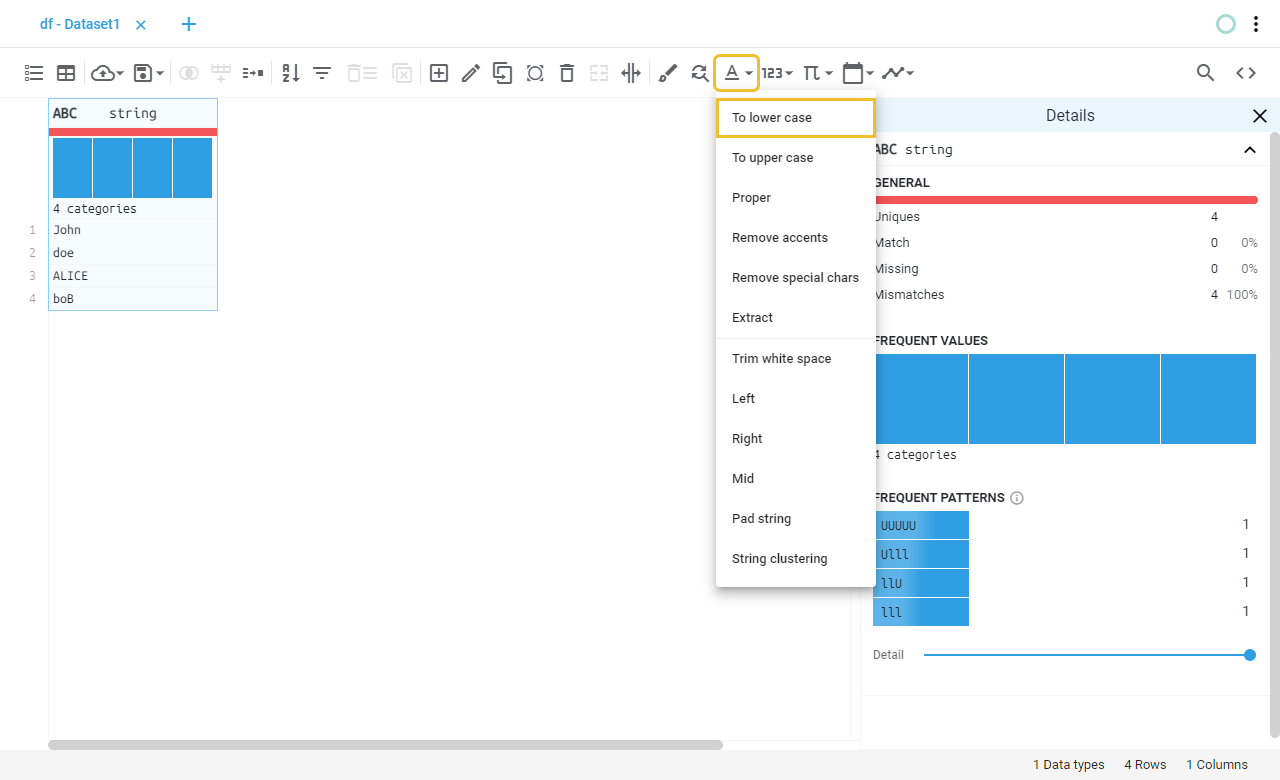 df - Dataset1
123
ABC string
4 categories
1 John
2 doe
3 ALICE
4 boB
To lower case
To upper case
Proper
Remove accents
Remove special chars
Extract
Trim white space
Left
Right
Mid
Pad string
String clustering
Details
ABC string
GENERAL
Uniques 4
Match 0 0%
Missing 0 0%
Mismatches 4 100%
FREQUENT VALUES
4 categories
FREQUENT PATTERNS
UUUUU 1
Ulll 1
llU 1
lll 1
Detail
1 Data types 4 Rows 1 Columns